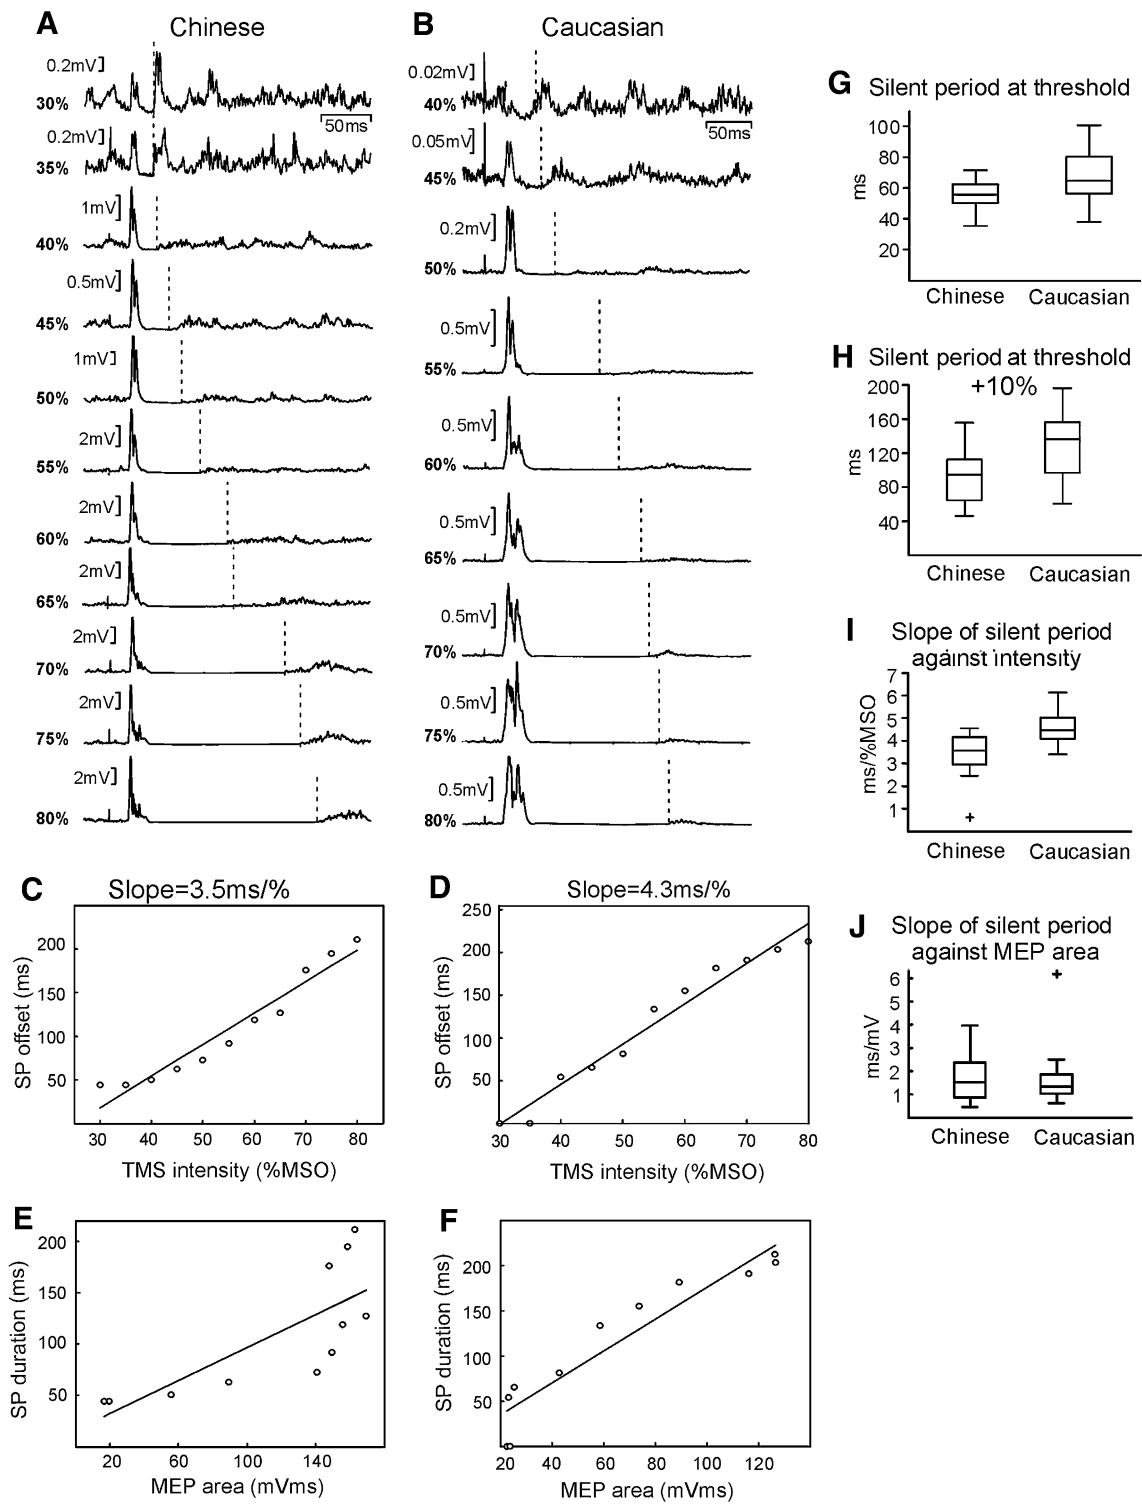 A
Chinese
0.2mV
30%
50ms
0.2mV
35%
1mV
40%
0.5mV
45%
1mV
50%
2mV
55%
2mV
60%
2mV
65%
2mV
70%
2mV
75%
2mV
80%
B
Caucasian
0.02mV
40%
50ms
0.05mV
45%
0.2mV
50%
0.5mV
55%
0.5mV
60%
0.5mV
65%
0.5mV
70%
0.5mV
75%
0.5mV
80%
C
Slope=3.5ms/%
SP offset (ms)
200
150
100
50
30 40 50 60 70 80
TMS intensity (%MSO)
D
Slope=4.3ms/%
SP offset (ms)
250
200
150
100
50
30 35 40 50 60 70 80
TMS intensity (%MSO)
E
SP duration (ms)
200
150
100
50
20 60 100 140
MEP area (mVms)
F
SP duration (ms)
200
150
100
50
20 40 60 80 100 120
MEP area (mVms)
G
Silent period at threshold
ms
100
80
60
40
20
Chinese Caucasian
H
Silent period at threshold
+10%
ms
200
160
120
80
40
Chinese Caucasian
I
Slope of silent period
against intensity
ms/%MSO
7
6
5
4
3
2
1
+
Chinese Caucasian
J
Slope of silent period
against MEP area
ms/mV
6
5
4
3
2
1
+
Chinese Caucasian